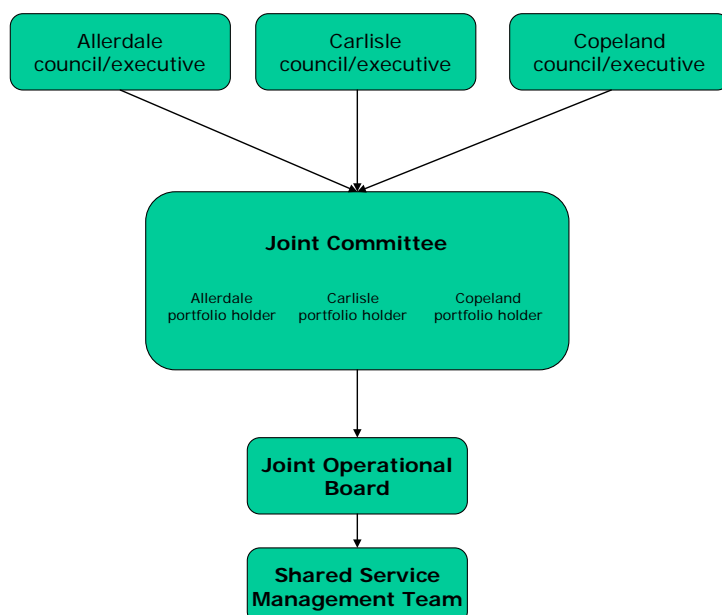 Allerdale
council/executive
Carlisle
council/executive
Copeland
council/executive
Joint Committee
Allerdale
portfolio holder
Carlisle
portfolio holder
Copeland
portfolio holder
Joint Operational
Board
Shared Service
Management Team